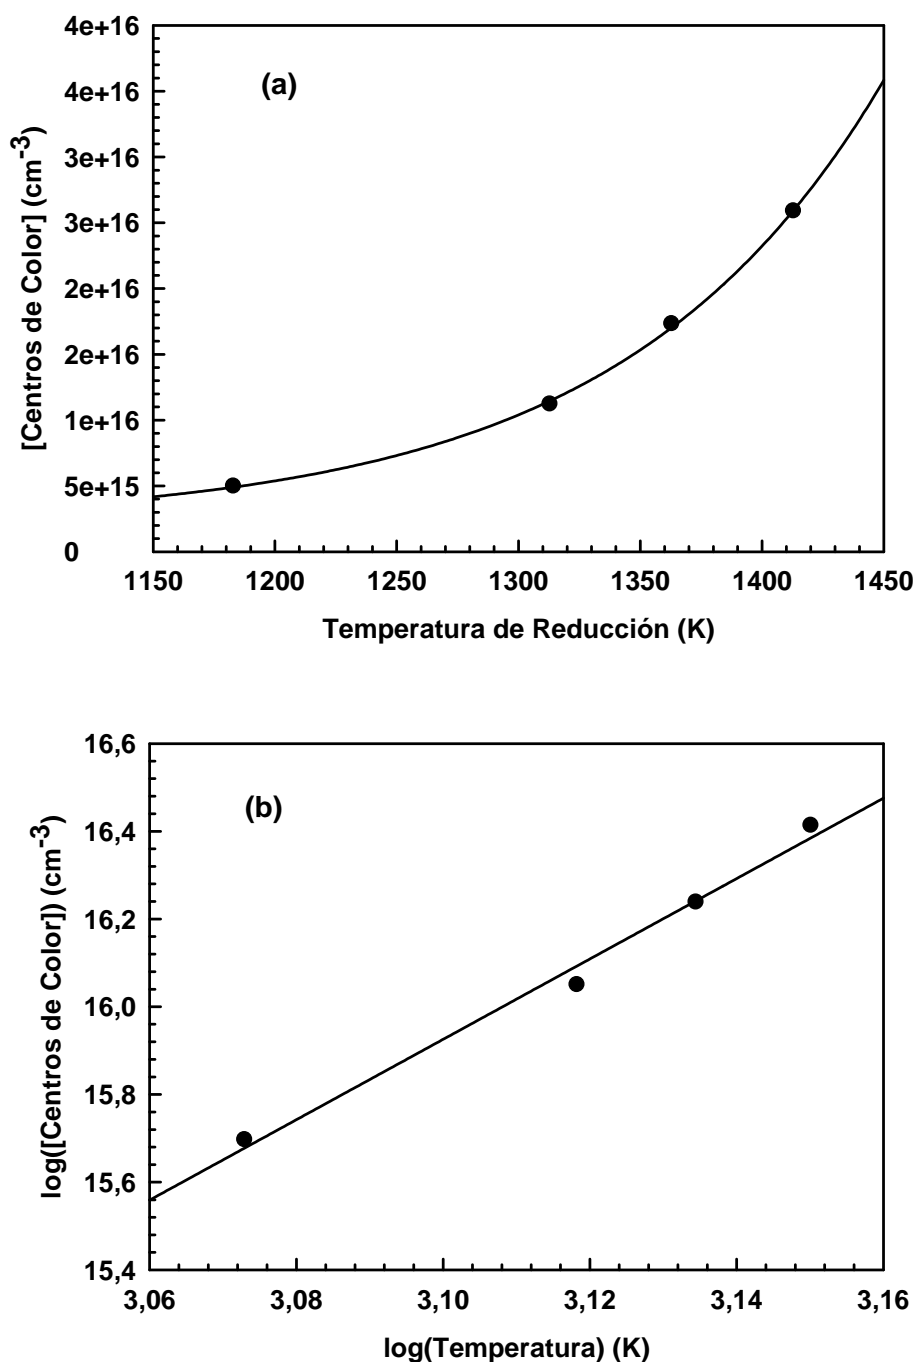 4e+16
(a)
4e+16
3e+16
3e+16
2e+16
2e+16
1e+16
5e+15
0
[Centros de Color] (cm-3)
1150 1200 1250 1300 1350 1400 1450
Temperatura de Reducción (K)
16,6
(b)
16,4
16,2
16,0
15,8
15,6
15,4
log([Centros de Color]) (cm-3)
3,06 3,08 3,10 3,12 3,14 3,16
log(Temperatura) (K)